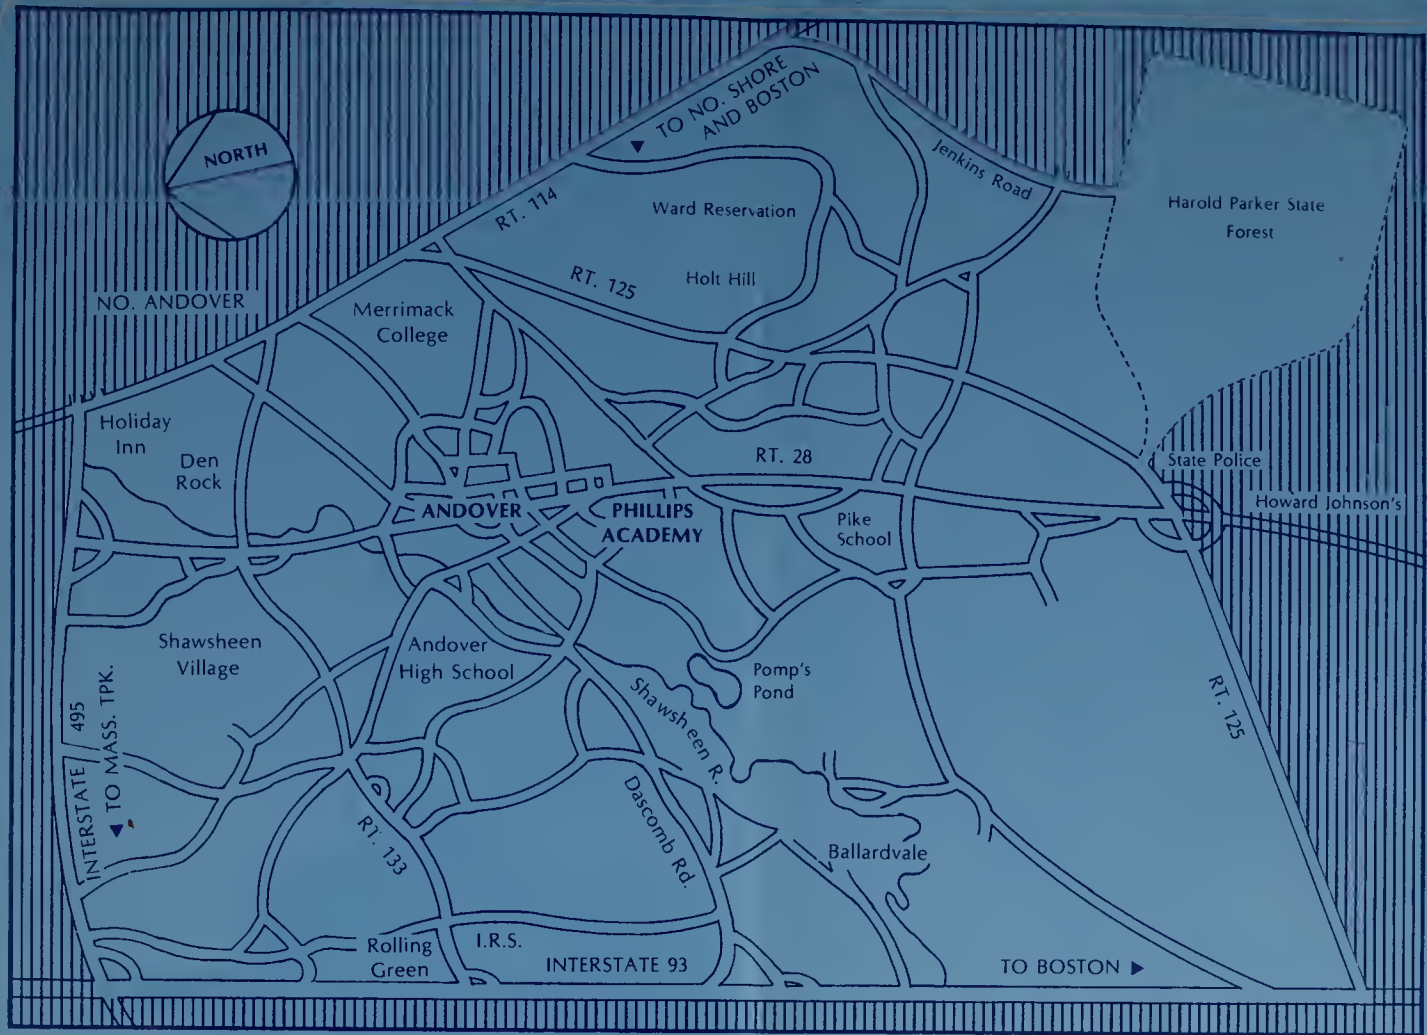 TO NO. SHORE
AND BOSTON
NORTH
Jenkins Road
RT. 114
Ward Reservation
Harold Parker State
Forest
RT. 125
Holt Hill
NO. ANDOVER
Merrimack
College
Holiday
Inn
Den
Rock
RT. 28
State Police
Howard Johnson's
ANDOVER
PHILLIPS
ACADEMY
Pike
School
Shawsheen
Village
Andover
High School
Pomp's
Pond
Shawsheen R.
RT. 125
INTERSTATE 495
TO MASS. TPK.
Dascomb Rd.
RT. 133
Ballardvale
Rolling
Green
I.R.S.
INTERSTATE 93
TO BOSTON